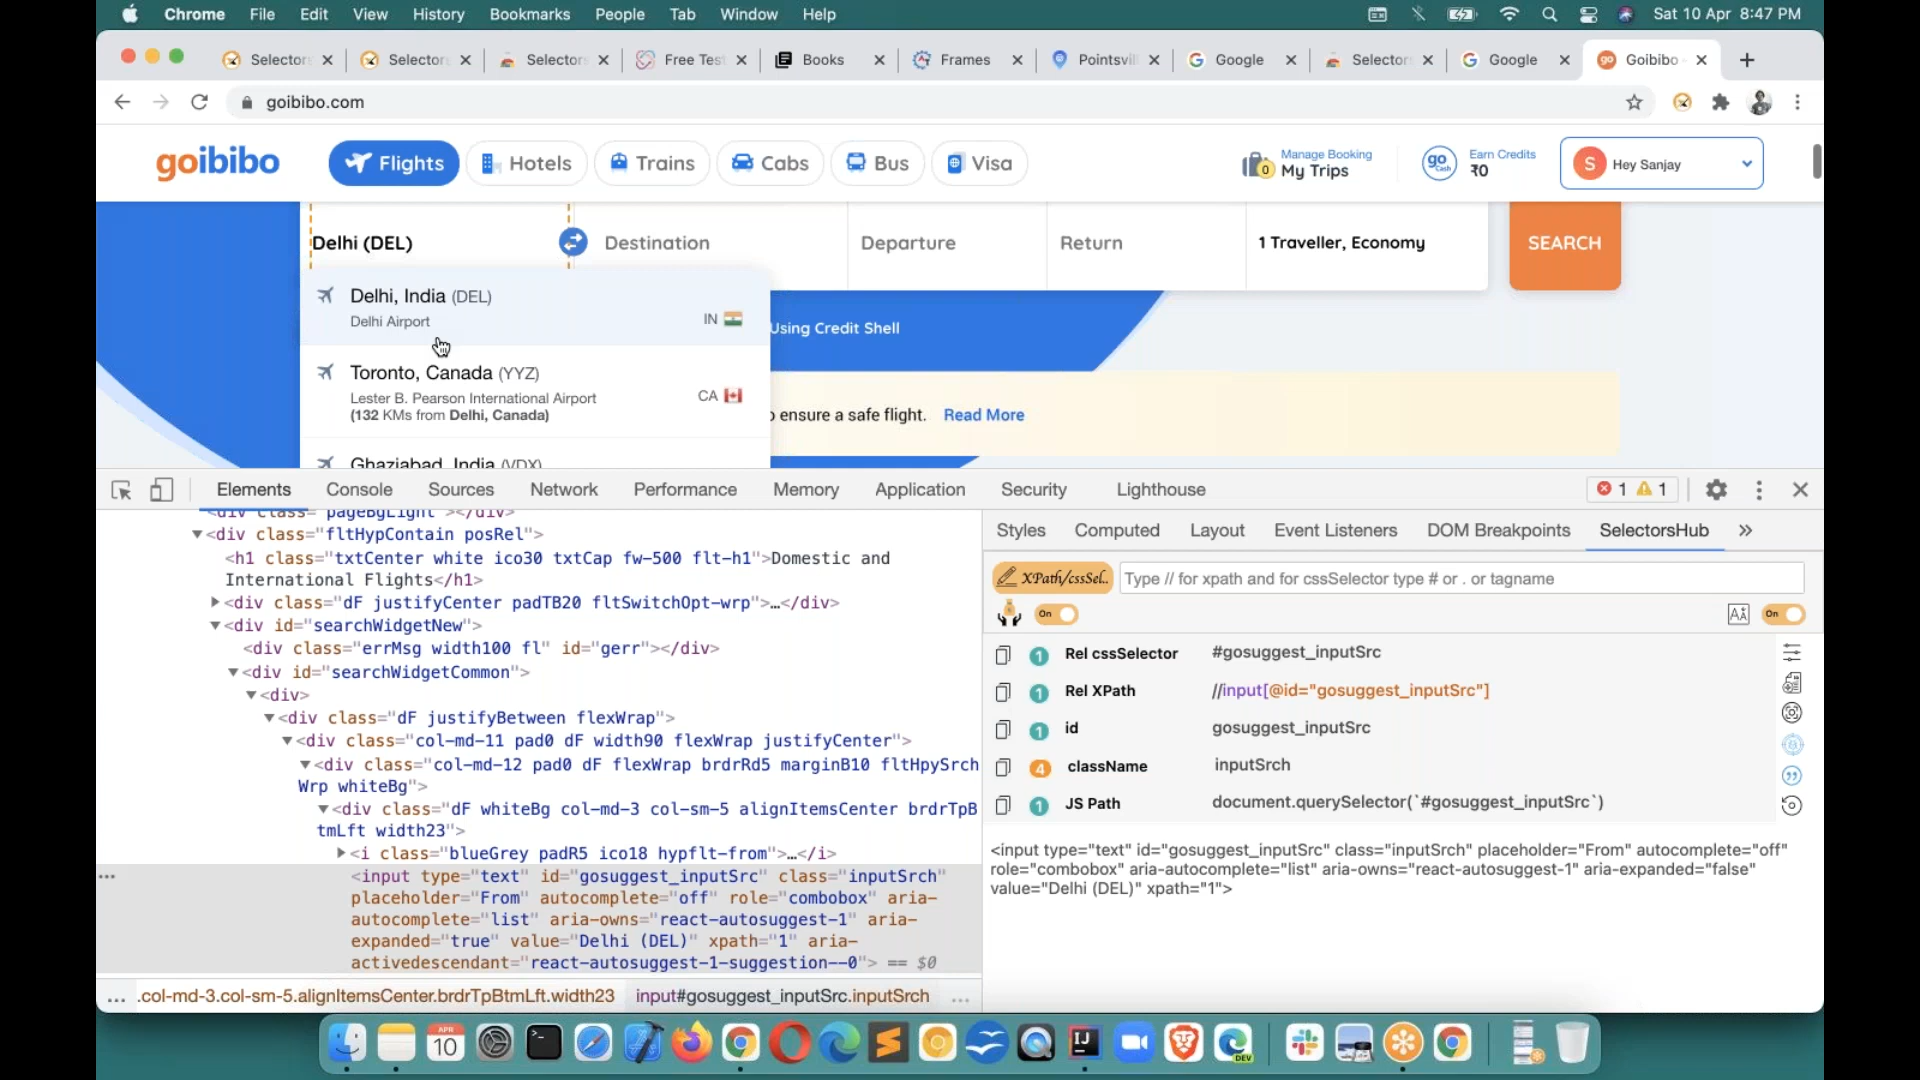 Chrome File Edit View History Bookmarks People Tab Window Help Sat 10 Apr 8:47 PM
Selectors Selectors Selectors Free Test Books Frames Pointsvil Google Selector Google Goibibo -
goibibo.com
goibibo Flights Hotels Trains Cabs Bus Visa
0 Manage Booking
My Trips
go Cash Earn Credits
₹0
S Hey Sanjay
Delhi (DEL) Destination Departure Return 1 Traveller, Economy SEARCH
Delhi, India (DEL)
Delhi Airport
IN
Using Credit Shell
Toronto, Canada (YYZ)
Lester B. Pearson International Airport
(132 KMs from Delhi, Canada)
CA
o ensure a safe flight. Read More
Ghaziabad, India (VDX)
Elements Console Sources Network Performance Memory Application Security Lighthouse 1 1
<div class="pageBgLight"></div>
▼<div class="fltHypContain posRel">
<h1 class="txtCenter white ico30 txtCap fw-500 flt-h1">Domestic and
International Flights</h1>
▶<div class="dF justifyCenter padTB20 fltSwitchOpt-wrp">…</div>
▼<div id="searchWidgetNew">
<div class="errMsg width100 fl" id="gerr"></div>
▼<div id="searchWidgetCommon">
▼<div>
▼<div class="dF justifyBetween flexWrap">
▼<div class="col-md-11 pad0 dF width90 flexWrap justifyCenter">
▼<div class="col-md-12 pad0 dF flexWrap brdrRd5 marginB10 fltHpySrch
Wrp whiteBg">
▼<div class="dF whiteBg col-md-3 col-sm-5 alignItemsCenter brdrTpB
tmLft width23">
▶<i class="blueGrey padR5 ico18 hypflt-from">…</i>
… <input type="text" id="gosuggest_inputSrc" class="inputSrch"
placeholder="From" autocomplete="off" role="combobox" aria-
autocomplete="list" aria-owns="react-autosuggest-1" aria-
expanded="true" value="Delhi (DEL)" xpath="1" aria-
activedescendant="react-autosuggest-1-suggestion--0"> == $0
… .col-md-3.col-sm-5.alignItemsCenter.brdrTpBtmLft.width23 input#gosuggest_inputSrc.inputSrch …
Styles Computed Layout Event Listeners DOM Breakpoints SelectorsHub »
XPath/cssSel.. Type // for xpath and for cssSelector type # or . or tagname
On On
1 Rel cssSelector #gosuggest_inputSrc
1 Rel XPath //input[@id="gosuggest_inputSrc"]
1 id gosuggest_inputSrc
4 className inputSrch
1 JS Path document.querySelector(`#gosuggest_inputSrc`)
<input type="text" id="gosuggest_inputSrc" class="inputSrch" placeholder="From" autocomplete="off"
role="combobox" aria-autocomplete="list" aria-owns="react-autosuggest-1" aria-expanded="false"
value="Delhi (DEL)" xpath="1">
APR
10
IJ
DEV